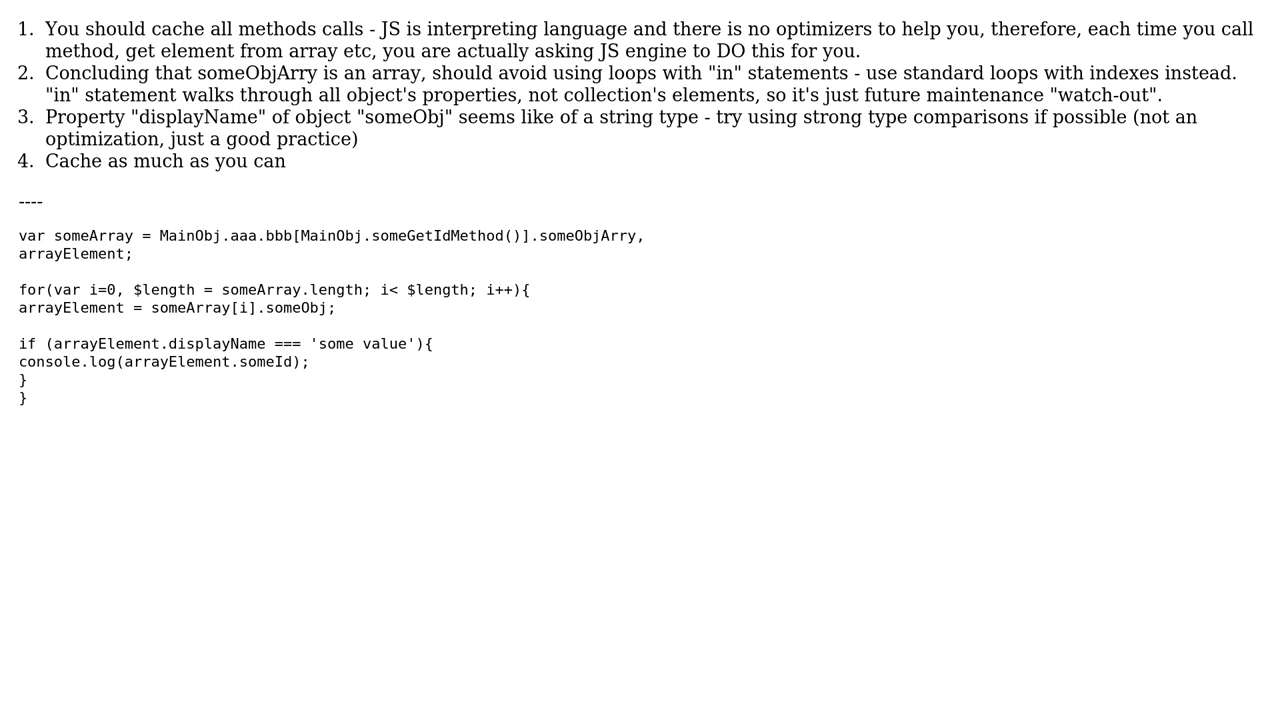 1. You should cache all methods calls - JS is interpreting language and there is no optimizers to help you, therefore, each time you call
method, get element from array etc, you are actually asking JS engine to DO this for you.
2. Concluding that someObjArry is an array, should avoid using loops with "in" statements - use standard loops with indexes instead.
"in" statement walks through all object's properties, not collection's elements, so it's just future maintenance "watch-out".
3. Property "displayName" of object "someObj" seems like of a string type - try using strong type comparisons if possible (not an
optimization, just a good practice)
4. Cache as much as you can
----
var someArray = MainObj.aaa.bbb[MainObj.someGetIdMethod()].someObjArry,
arrayElement;
for(var i=0, $length = someArray.length; i< $length; i++){
arrayElement = someArray[i].someObj;
if (arrayElement.displayName === 'some value'){
console.log(arrayElement.someId);
}
}